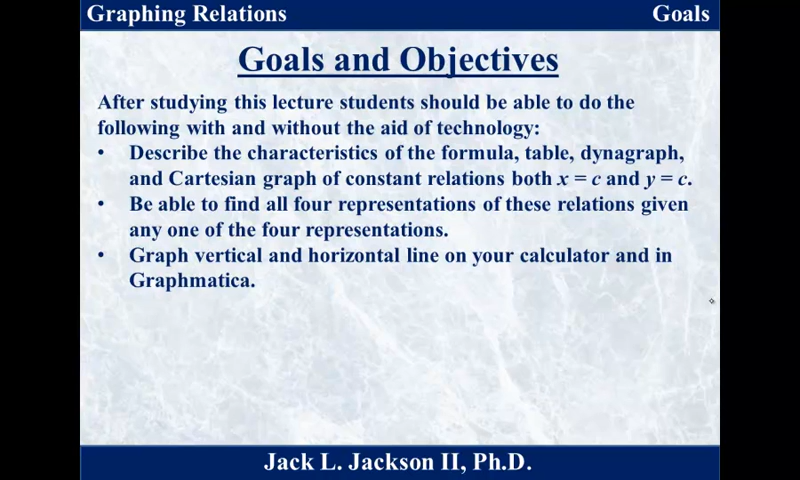 Graphing Relations Goals
Goals and Objectives
After studying this lecture students should be able to do the
following with and without the aid of technology:
• Describe the characteristics of the formula, table, dynagraph,
and Cartesian graph of constant relations both x = c and y = c.
• Be able to find all four representations of these relations given
any one of the four representations.
• Graph vertical and horizontal line on your calculator and in
Graphmatica.
Jack L. Jackson II, Ph.D.